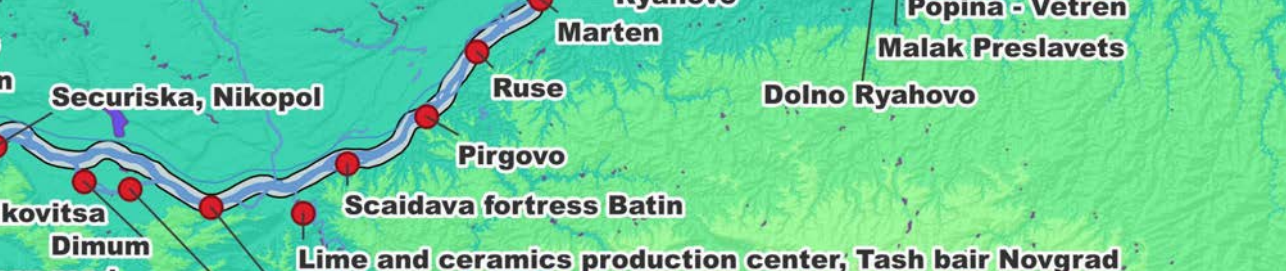 Popina - Vetren
Marten
Malak Preslavets
Ruse
Securiska, Nikopol
Dolno Ryahovo
Pirgovo
Scaidava fortress Batin
kovitsa
Dimum
Lime and ceramics production center, Tash bair Novgrad,